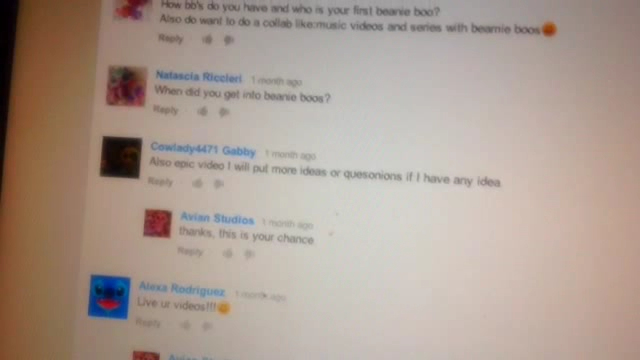 How bb's do you have and who is your first beanie boo?
Also do want to do a collab like:music videos and series with beamie boos
Reply
Natascia Riccieri 1 month ago
When did you get into beanie boos?
Reply
Cowlady4471 Gabby 1 month ago
Also epic video I will put more ideas or quesonions if I have any idea
Reply
Avian Studios 1 month ago
thanks, this is your chance
Reply
Alexa Rodriguez 1 month ago
Live ur videos!!!
Reply
Avian Studios